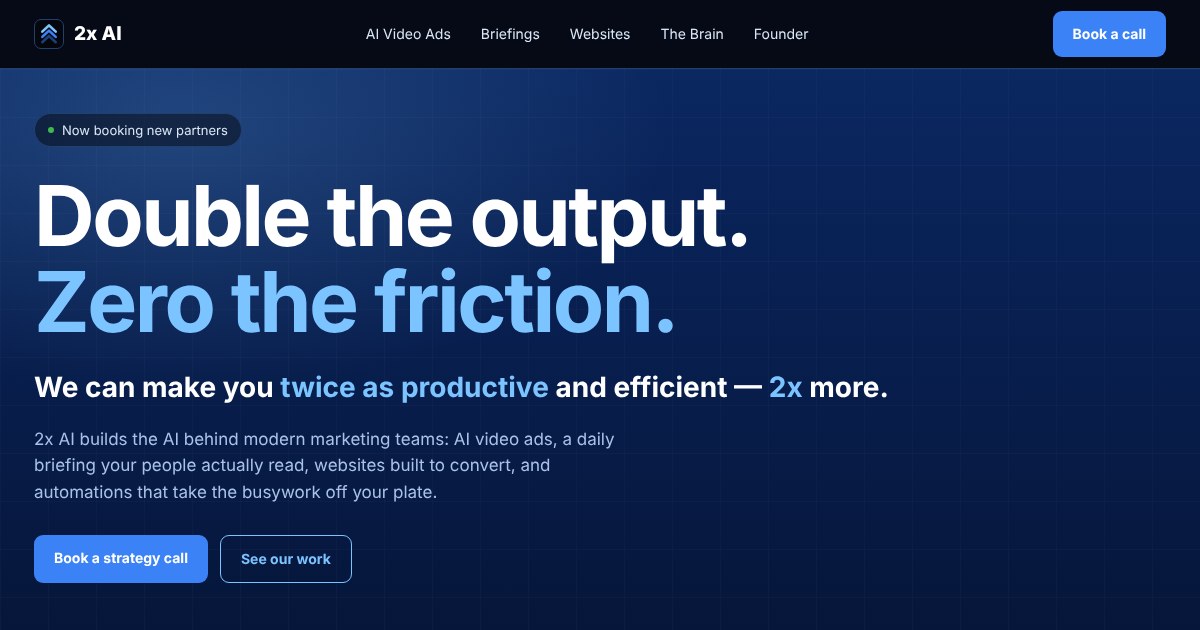 2x AI
AI Video Ads
Briefings
Websites
The Brain
Founder
Book a call
Now booking new partners
Double the output.
Zero the friction.
We can make you twice as productive and efficient — 2x more.
2x AI builds the AI behind modern marketing teams: AI video ads, a daily
briefing your people actually read, websites built to convert, and
automations that take the busywork off your plate.
Book a strategy call
See our work